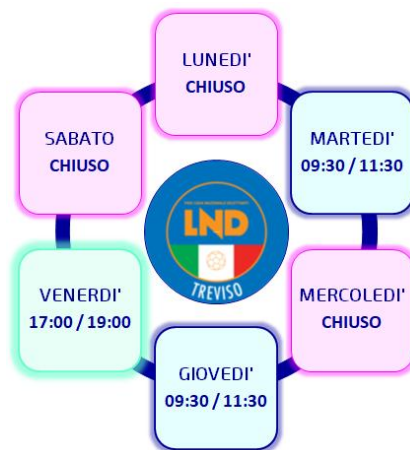 LUNEDI'
CHIUSO
MARTEDI'
09:30 / 11:30
MERCOLEDI'
CHIUSO
GIOVEDI'
09:30 / 11:30
VENERDI'
17:00 / 19:00
SABATO
CHIUSO
LND
TREVISO